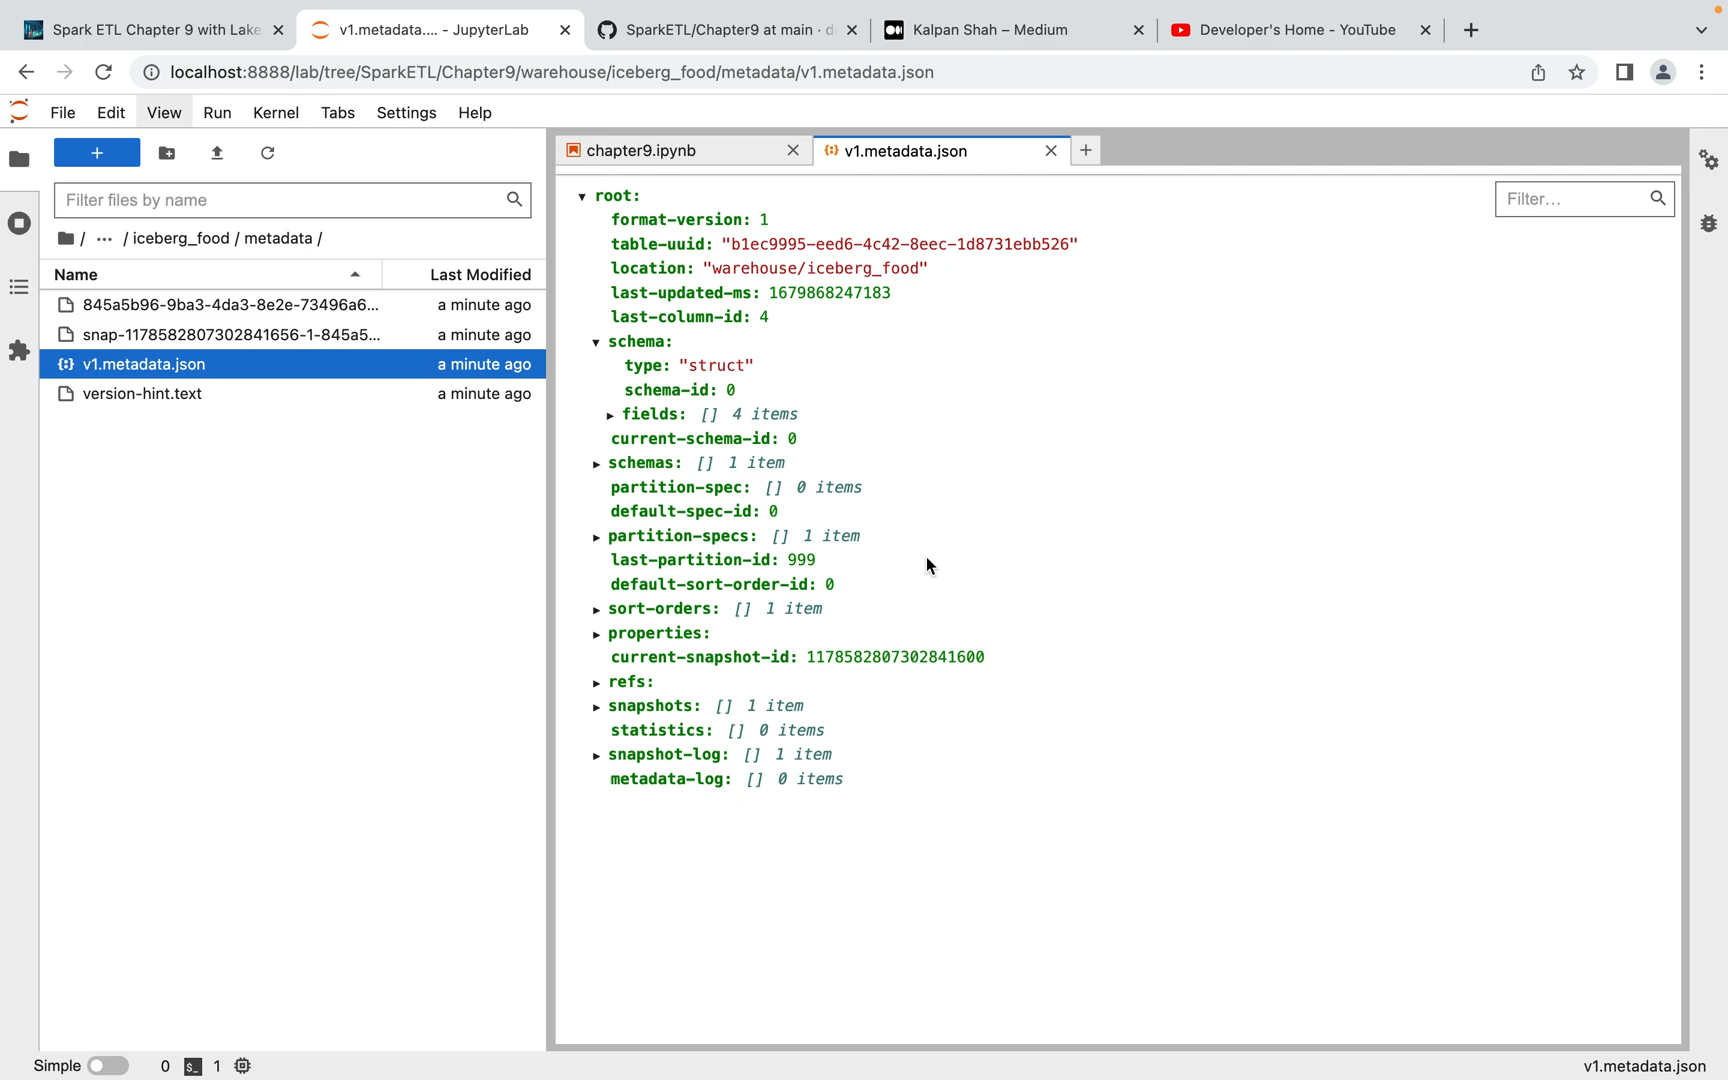 Spark ETL Chapter 9 with Lake
v1.metadata.... - JupyterLab
SparkETL/Chapter9 at main · d
Kalpan Shah – Medium
Developer's Home - YouTube
localhost:8888/lab/tree/SparkETL/Chapter9/warehouse/iceberg_food/metadata/v1.metadata.json
File Edit View Run Kernel Tabs Settings Help
+
Filter files by name
/ ... / iceberg_food / metadata /
Name Last Modified
845a5b96-9ba3-4da3-8e2e-73496a6... a minute ago
snap-1178582807302841656-1-845a5... a minute ago
v1.metadata.json a minute ago
version-hint.text a minute ago
chapter9.ipynb
v1.metadata.json
Filter...
root:
format-version: 1
table-uuid: "b1ec9995-eed6-4c42-8eec-1d8731ebb526"
location: "warehouse/iceberg_food"
last-updated-ms: 1679868247183
last-column-id: 4
schema:
type: "struct"
schema-id: 0
fields: [] 4 items
current-schema-id: 0
schemas: [] 1 item
partition-spec: [] 0 items
default-spec-id: 0
partition-specs: [] 1 item
last-partition-id: 999
default-sort-order-id: 0
sort-orders: [] 1 item
properties:
current-snapshot-id: 1178582807302841600
refs:
snapshots: [] 1 item
statistics: [] 0 items
snapshot-log: [] 1 item
metadata-log: [] 0 items
Simple 0 $_ 1
v1.metadata.json